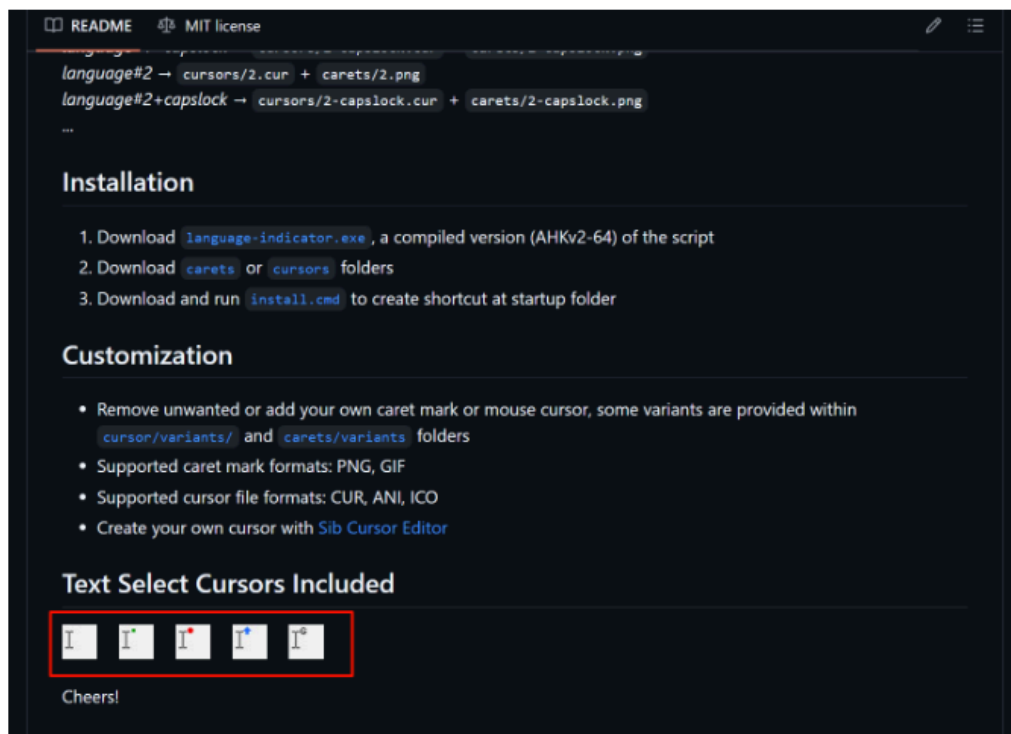 README MIT license
language#2 → cursors/2.cur + carets/2.png
language#2+capslock → cursors/2-capslock.cur + carets/2-capslock.png
...
Installation
1. Download language-indicator.exe, a compiled version (AHKv2-64) of the script
2. Download carets or cursors folders
3. Download and run install.cmd to create shortcut at startup folder
Customization
• Remove unwanted or add your own caret mark or mouse cursor, some variants are provided within
cursor/variants/ and carets/variants folders
• Supported caret mark formats: PNG, GIF
• Supported cursor file formats: CUR, ANI, ICO
• Create your own cursor with Sib Cursor Editor
Text Select Cursors Included
Cheers!